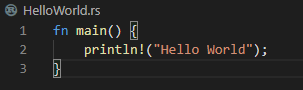 HelloWorld.rs
1 fn main() {
2     println!("Hello World");
3 }